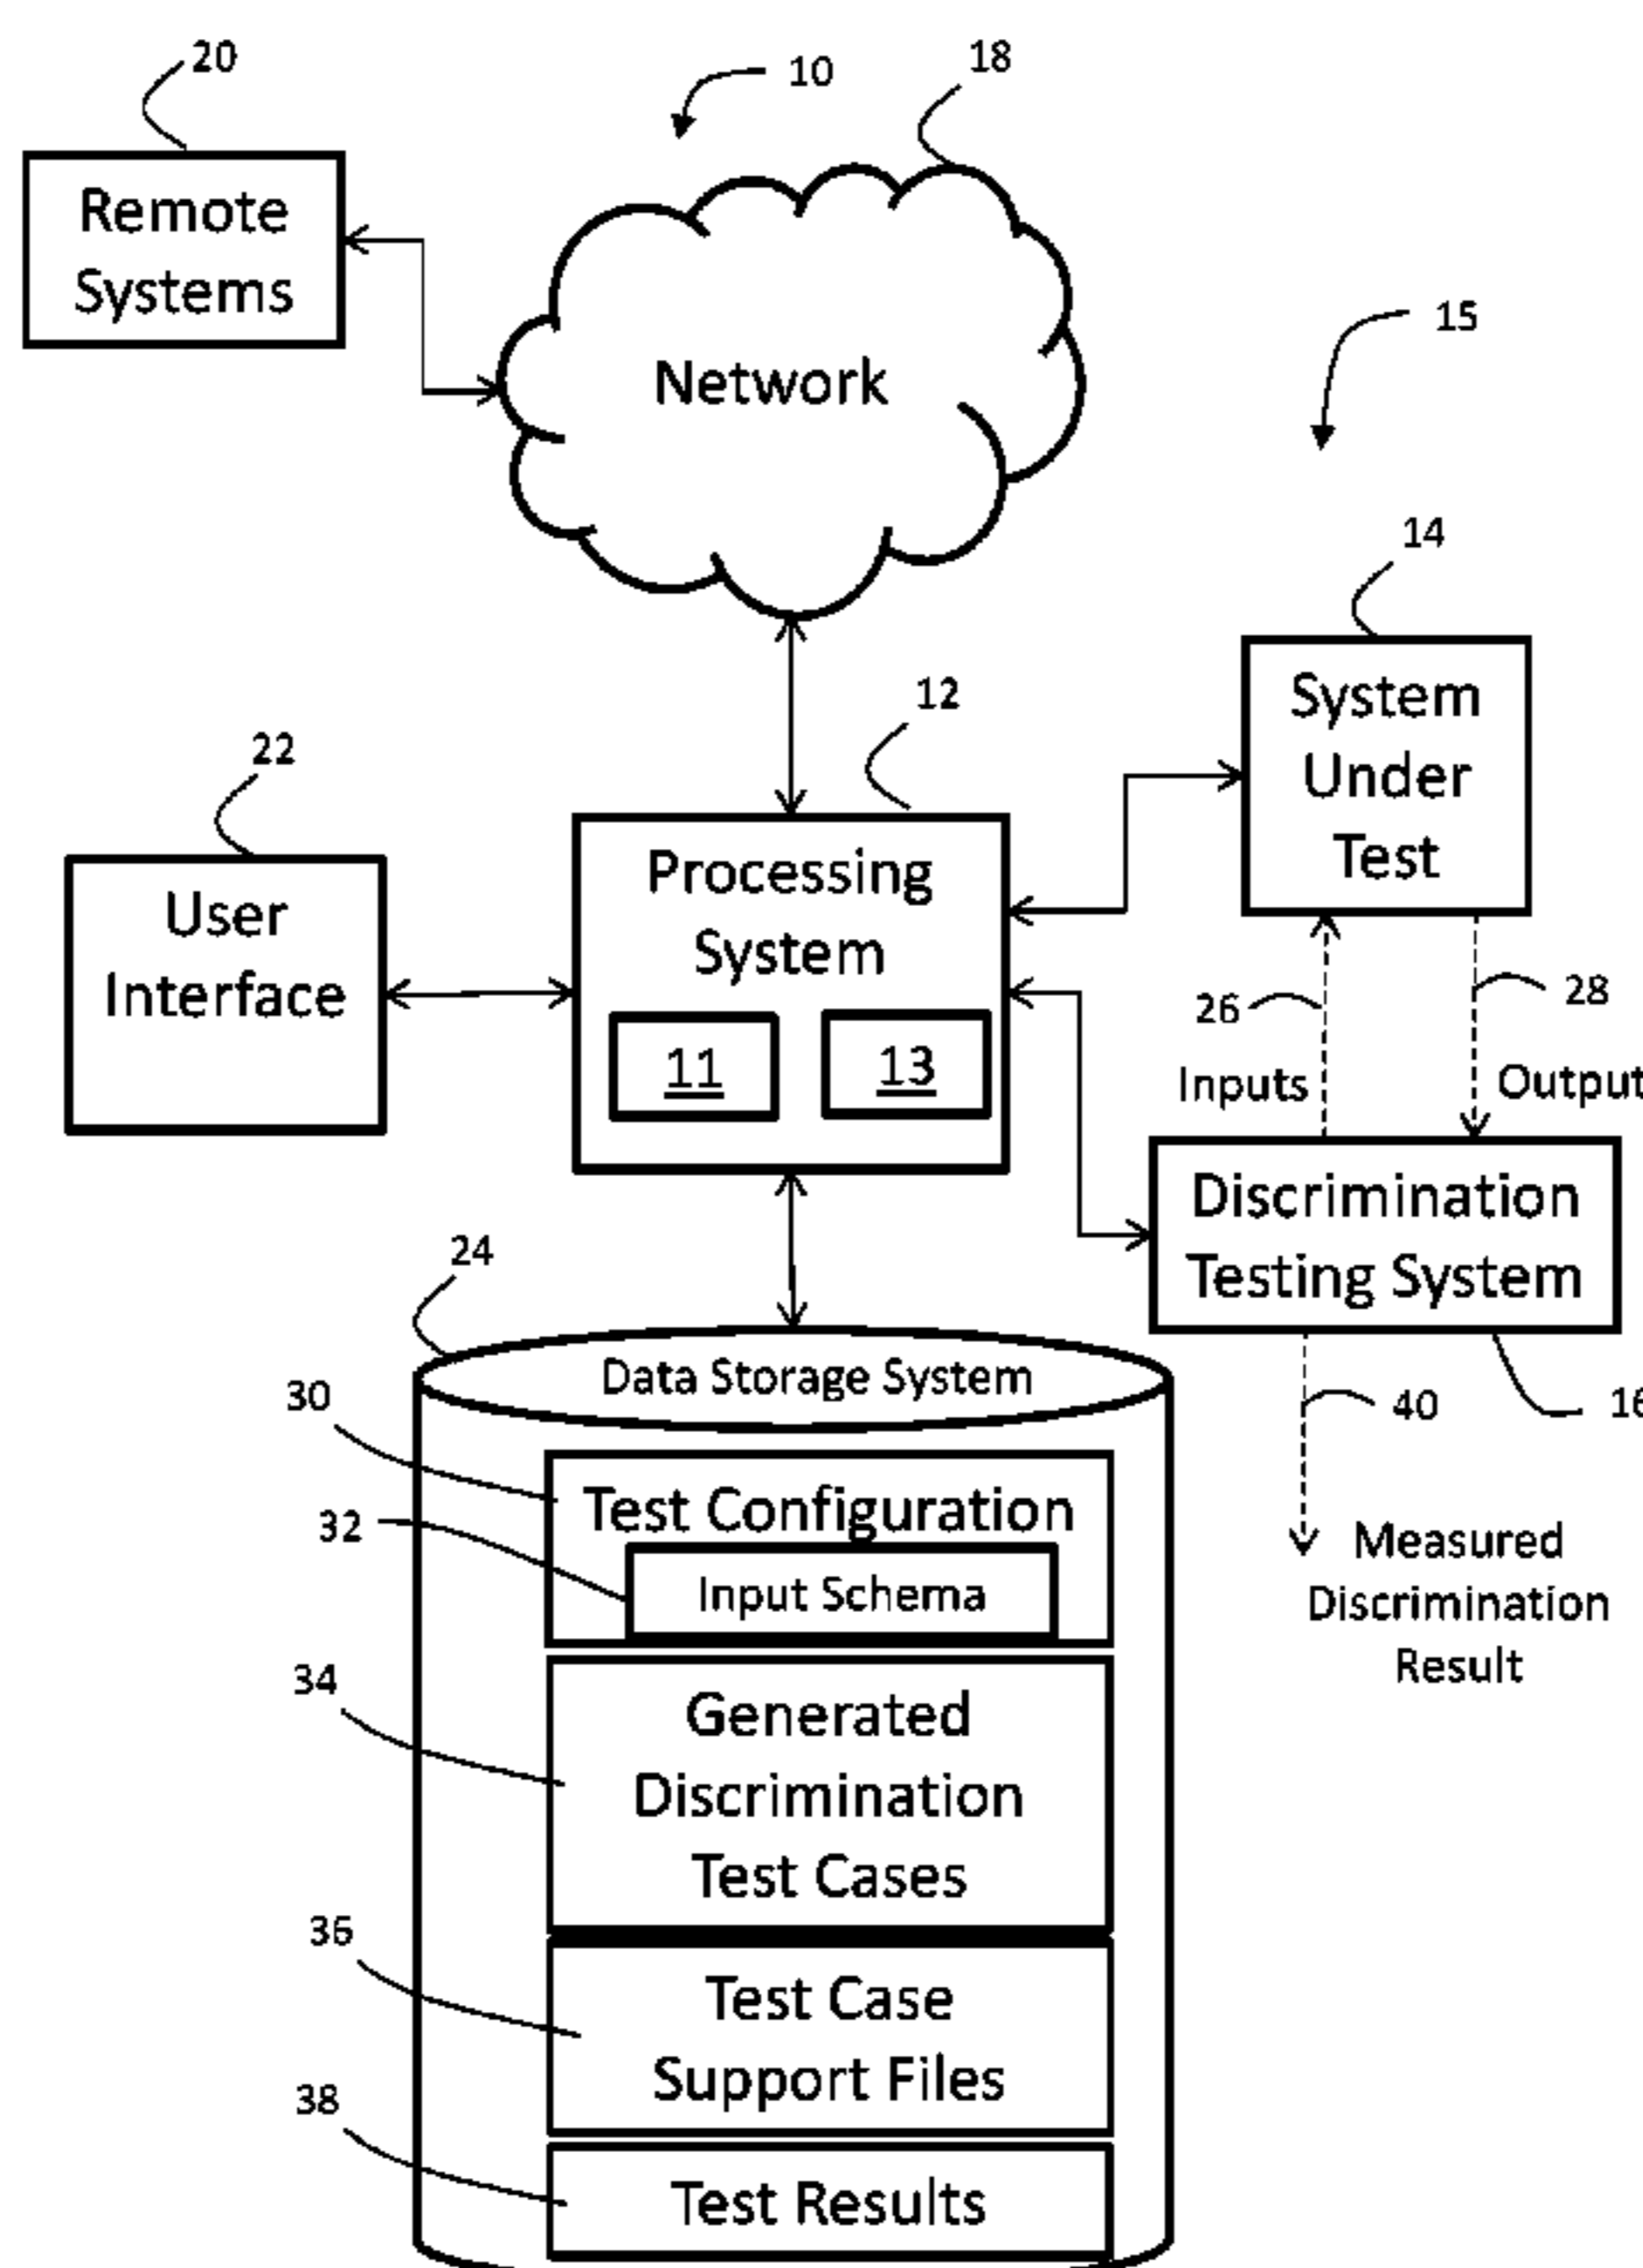 20
10
18
Remote
Systems
15
Network
14
12
System
Under
Test
22
Processing
System
User
Interface
11
13
26
28
Inputs
Output
Discrimination
Testing System
24
Data Storage System
30
40
16
Test Configuration
32
Input Schema
Measured
Discrimination
Result
34
Generated
Discrimination
Test Cases
36
Test Case
Support Files
38
Test Results